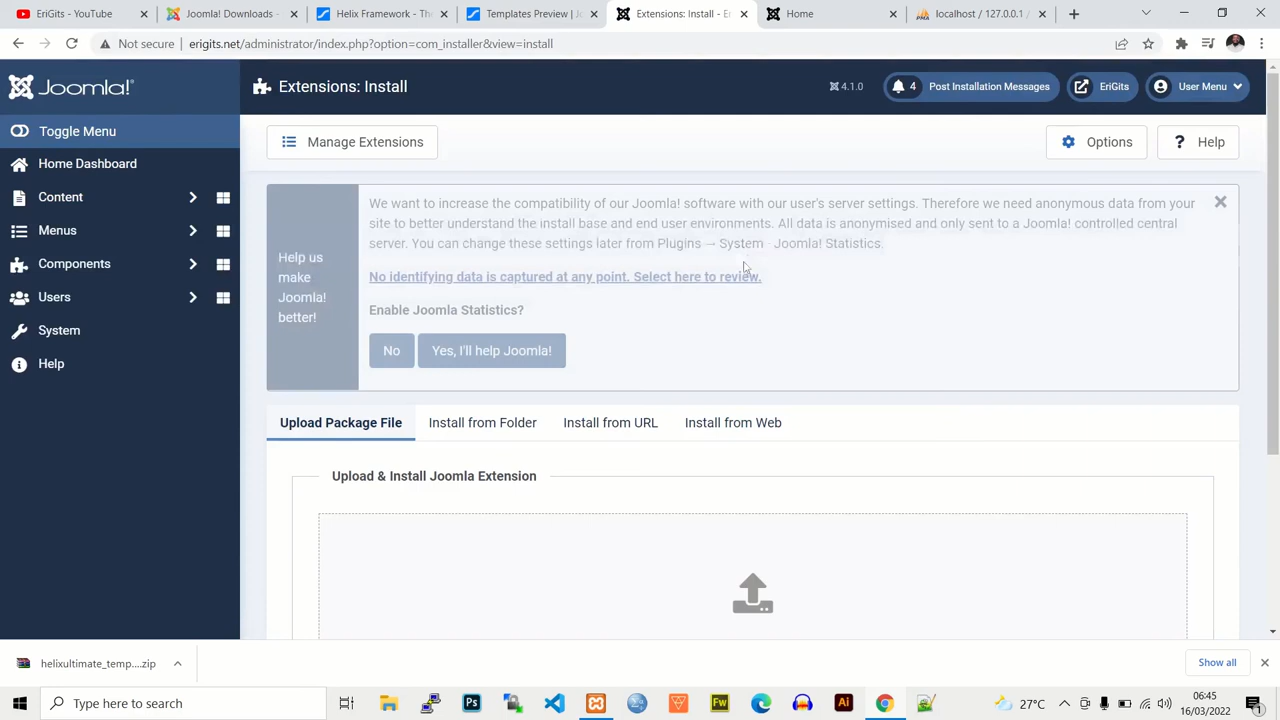 EriGits - YouTube
Joomla! Downloads -
Helix Framework - The
Templates Preview | Jo
Extensions: Install - Er
Home
localhost / 127.0.0.1 /
Not secure
erigits.net/administrator/index.php?option=com_installer&view=install
Joomla!
Extensions: Install
4.1.0
4
Post Installation Messages
EriGits
User Menu
Toggle Menu
Home Dashboard
Content
Menus
Components
Users
System
Help
Manage Extensions
Options
? Help
Help us
make
Joomla!
better!
We want to increase the compatibility of our Joomla! software with our user's server settings. Therefore we need anonymous data from your
site to better understand the install base and end user environments. All data is anonymised and only sent to a Joomla! controlled central
server. You can change these settings later from Plugins → System - Joomla! Statistics.
No identifying data is captured at any point. Select here to review.
Enable Joomla Statistics?
No
Yes, I'll help Joomla!
Upload Package File
Install from Folder
Install from URL
Install from Web
Upload & Install Joomla Extension
helixultimate_temp....zip
Show all
Type here to search
Ps
Fw
Ai
27°C
06:45
16/03/2022
1